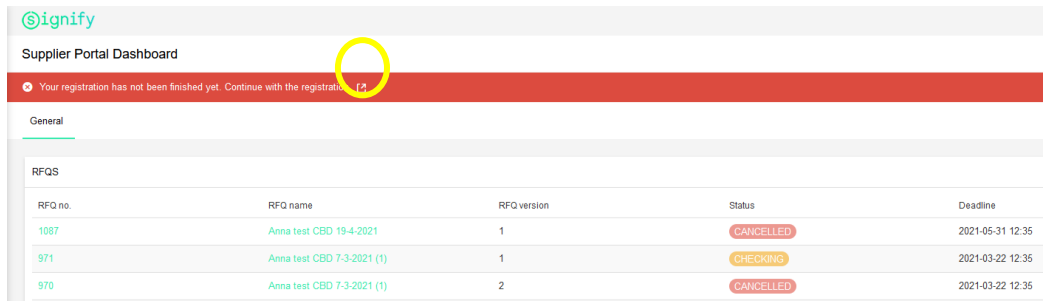 Signify
Supplier Portal Dashboard
Your registration has not been finished yet. Continue with the registration
General
RFQS
RFQ no. RFQ name RFQ version Status Deadline
1087 Anna test CBD 19-4-2021 1 CANCELLED 2021-05-31 12:35
971 Anna test CBD 7-3-2021 (1) 1 CHECKING 2021-03-22 12:35
970 Anna test CBD 7-3-2021 (1) 2 CANCELLED 2021-03-22 12:35